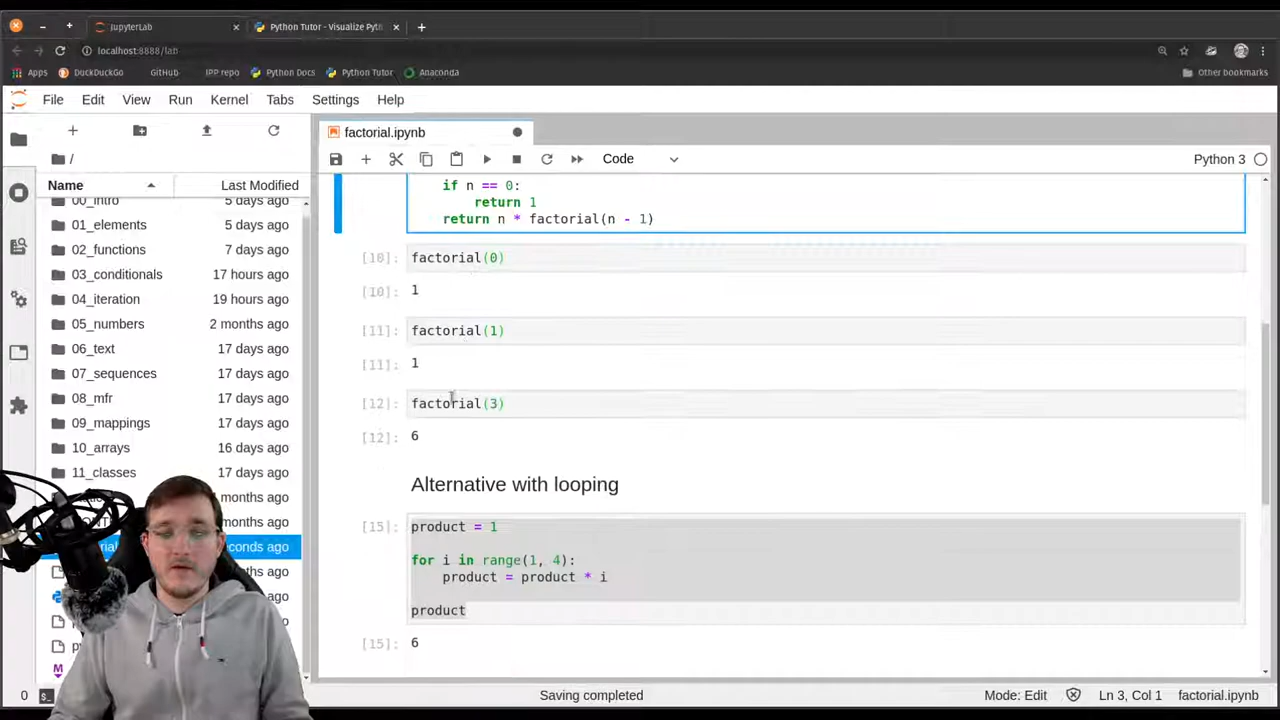 JupyterLab
Python Tutor - Visualize Pyth
localhost:8888/lab
Apps DuckDuckGo GitHub IPP repo Python Docs Python Tutor Anaconda Other bookmarks
File Edit View Run Kernel Tabs Settings Help
factorial.ipynb
/
Code
Python 3
Name Last Modified
00_intro 5 days ago
01_elements 5 days ago
02_functions 7 days ago
03_conditionals 17 hours ago
04_iteration 19 hours ago
05_numbers 2 months ago
06_text 17 days ago
07_sequences 17 days ago
08_mfr 17 days ago
09_mappings 17 days ago
10_arrays 16 days ago
11_classes 17 days ago
months ago
months ago
econds ago
ths ago
ago
ago
ago
if n == 0:
return 1
return n * factorial(n - 1)
[10]: factorial(0)
[10]: 1
[11]: factorial(1)
[11]: 1
[12]: factorial(3)
[12]: 6
Alternative with looping
[15]: product = 1
for i in range(1, 4):
product = product * i
product
[15]: 6
0 $_ Saving completed Mode: Edit Ln 3, Col 1 factorial.ipynb